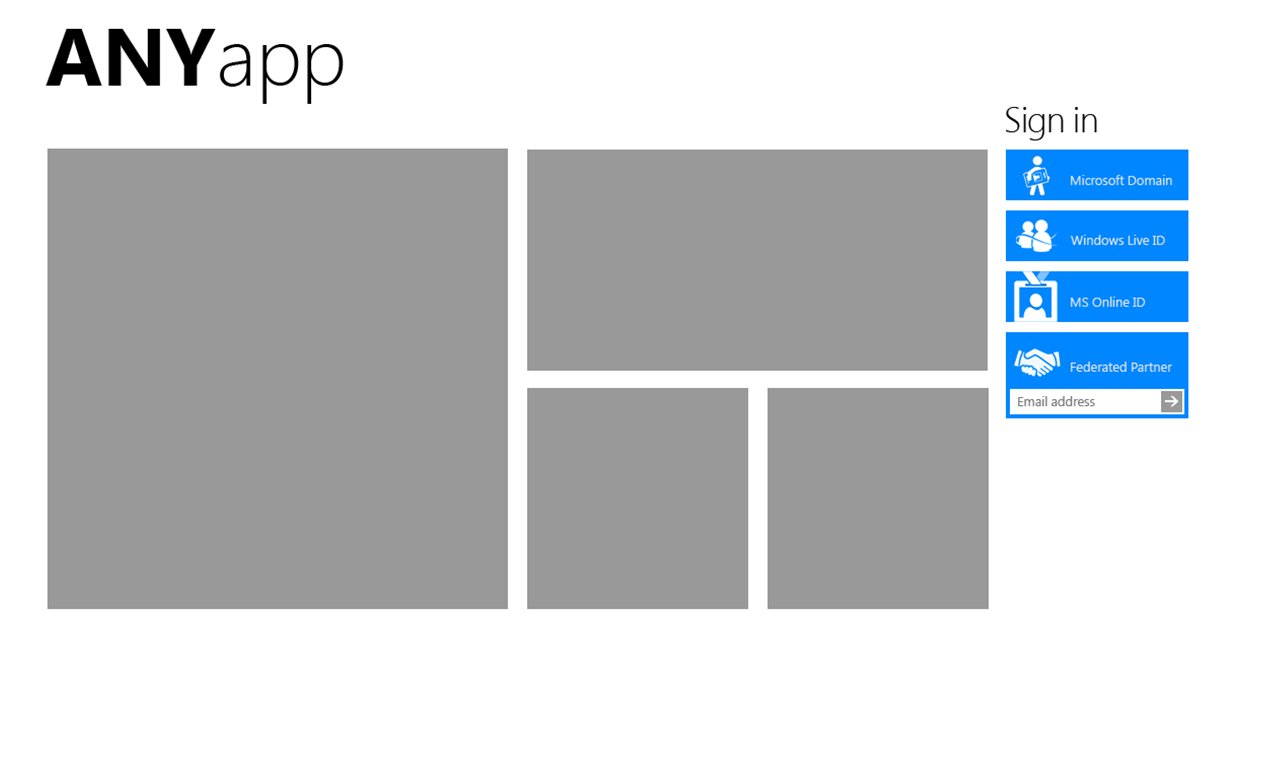 ANYapp
Sign in
Microsoft Domain
Windows Live ID
MS Online ID
Federated Partner
Email address